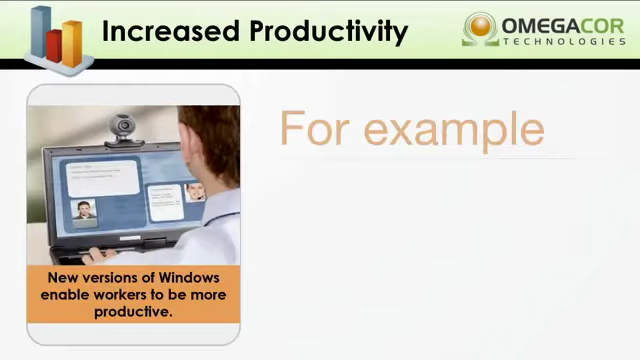 Increased Productivity
OMEGACOR
TECHNOLOGIES
For example
New versions of Windows
enable workers to be more
productive.